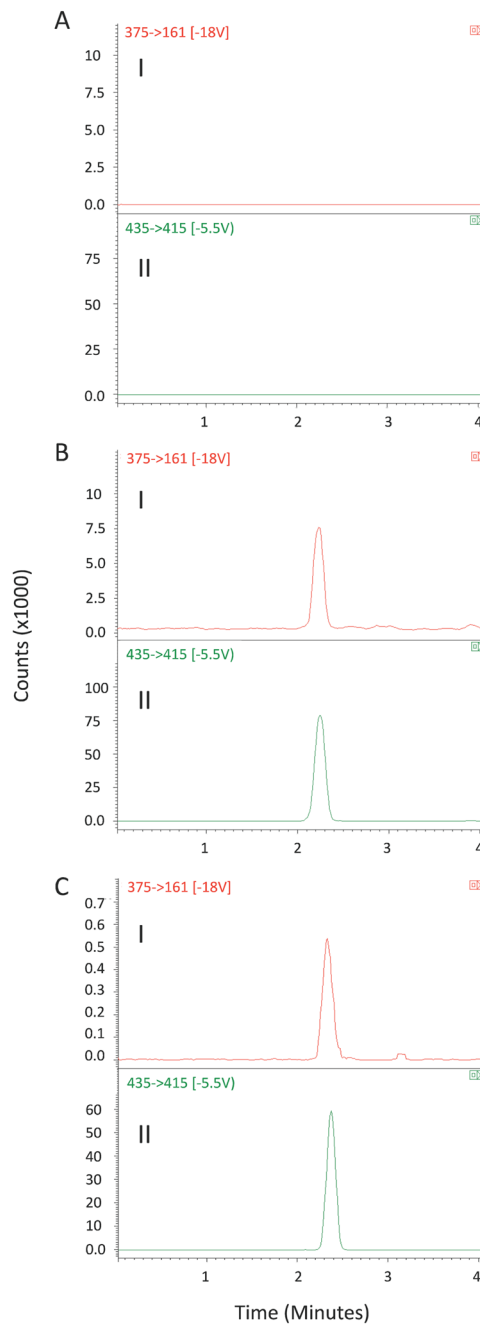 A
375->161 [-18V]
I
10
7.5
5.0
2.5
0.0
435->415 [-5.5V)
II
75
50
25
0.0
1 2 3 4
B
375->161 [-18V]
I
10
7.5
5.0
2.5
0.0
435->415 [-5.5V)
II
100
75
50
25
0.0
1 2 3 4
Counts (x1000)
C
375->161 [-18V]
I
0.7
0.6
0.5
0.4
0.3
0.2
0.1
0.0
435->415 [-5.5V)
II
60
50
40
30
20
10
0.0
1 2 3 4
Time (Minutes)